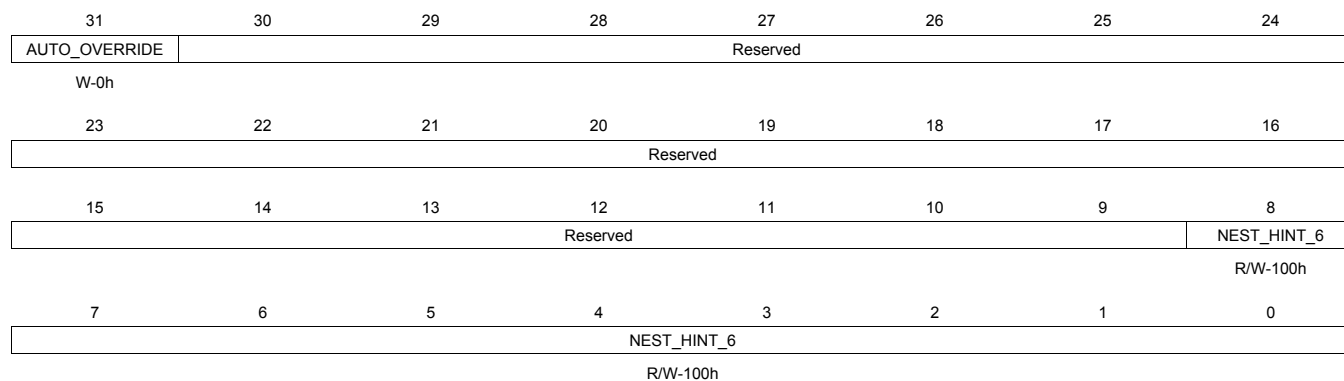 31 30 29 28 27 26 25 24
AUTO_OVERRIDE Reserved
W-0h
23 22 21 20 19 18 17 16
Reserved
15 14 13 12 11 10 9 8
Reserved NEST_HINT_6
R/W-100h
7 6 5 4 3 2 1 0
NEST_HINT_6
R/W-100h